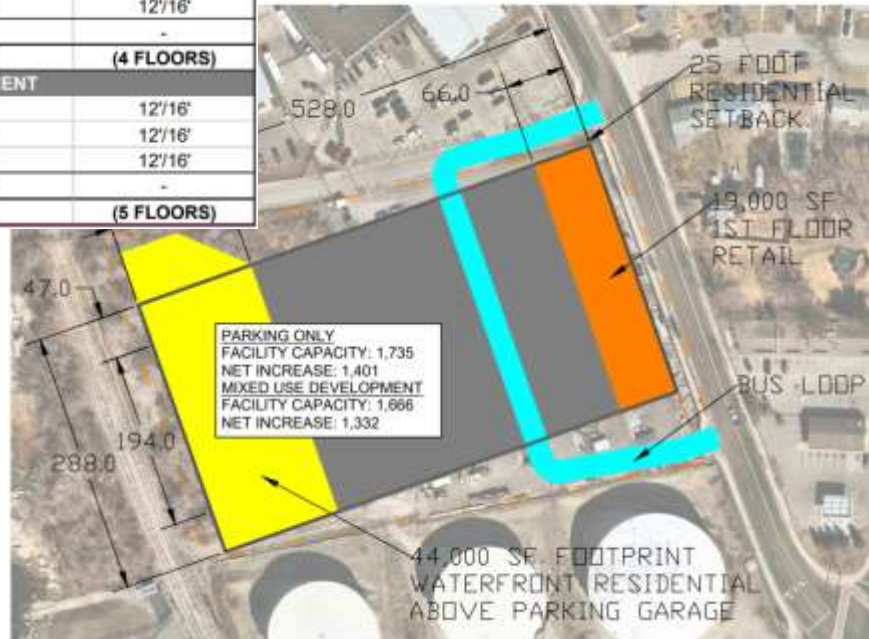 12'/16'
-
(4 FLOORS)
ENT
12'/16'
12'/16'
12'/16'
-
(5 FLOORS)
528.0
66.0
25 FOOT
RESIDENTIAL
SETBACK
19,000 SF
1ST FLOOR
RETAIL
47.0
PARKING ONLY
FACILITY CAPACITY: 1,735
NET INCREASE: 1,401
MIXED USE DEVELOPMENT
FACILITY CAPACITY: 1,666
NET INCREASE: 1,332
BUS LOOP
194.0
288.0
44,000 SF FOOTPRINT
WATERFRONT RESIDENTIAL
ABOVE PARKING GARAGE